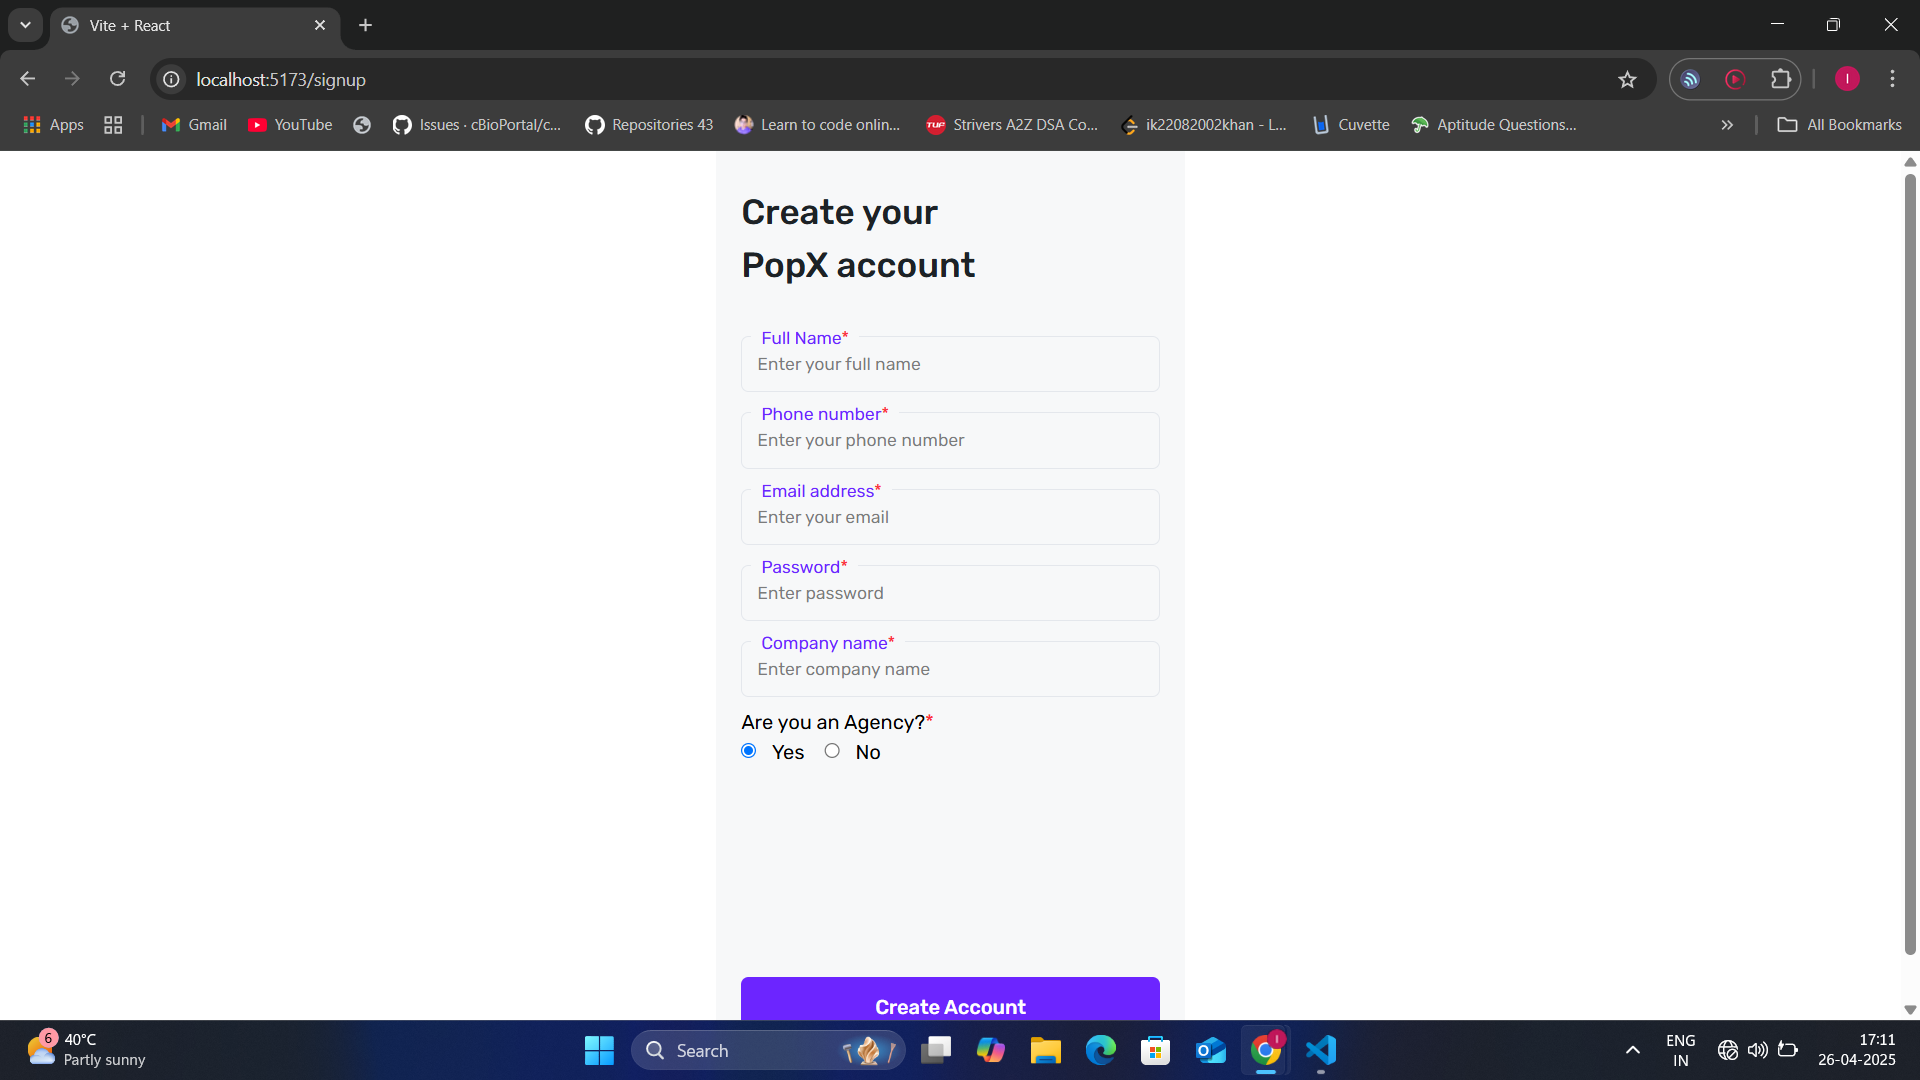 Vite + React
localhost:5173/signup
I
Apps
Gmail
YouTube
Issues · cBioPortal/c...
Repositories 43
Learn to code onlin...
TUF
Strivers A2Z DSA Co...
ik22082002khan - L...
Cuvette
Aptitude Questions...
All Bookmarks
Create your
PopX account
Full Name*
Enter your full name
Phone number*
Enter your phone number
Email address*
Enter your email
Password*
Enter password
Company name*
Enter company name
Are you an Agency?*
Yes No
Create Account
6
40°C
Partly sunny
Search
I
ENG
IN
17:11
26-04-2025